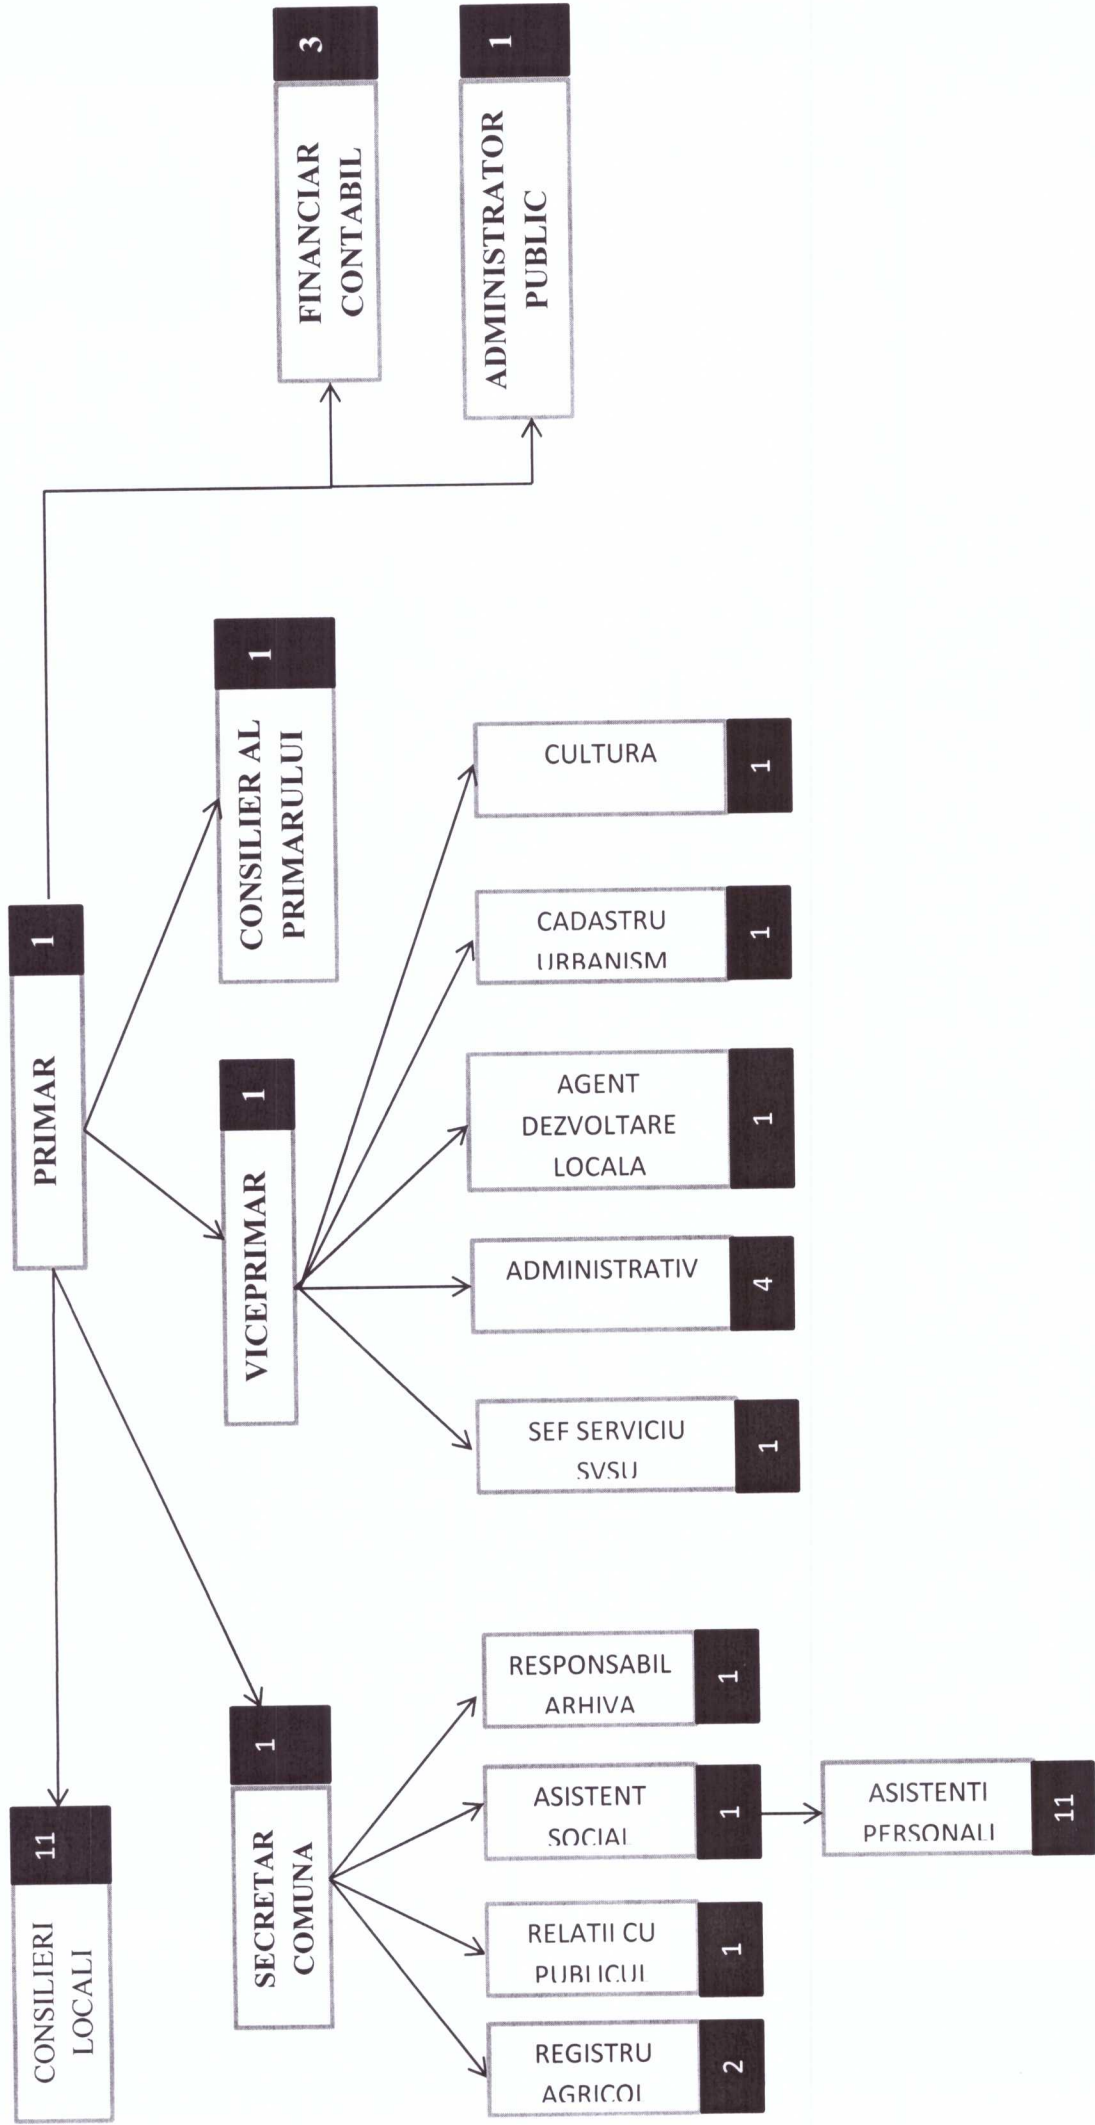 PRIMAR
1
CONSILIERI
LOCALI
11
SECRETAR
COMUNA
1
VICEPRIMAR
1
CONSILIER AL
PRIMARULUI
1
FINANCIAR
CONTABIL
3
ADMINISTRATOR
PUBLIC
1
REGISTRU
AGRICOL
2
RELATII CU
PUBLICUL
1
ASISTENT
SOCIAL
1
RESPONSABIL
ARHIVA
1
SEF SERVICIU
SVSU
1
ADMINISTRATIV
4
AGENT
DEZVOLTARE
LOCALA
1
CADASTRU
URBANISM
1
CULTURA
1
ASISTENTI
PERSONALI
11